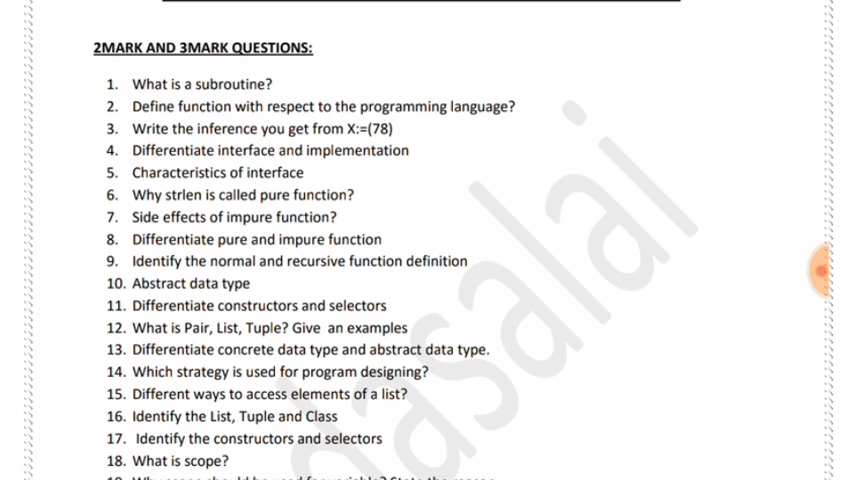 2MARK AND 3MARK QUESTIONS:
1. What is a subroutine?
2. Define function with respect to the programming language?
3. Write the inference you get from X:=(78)
4. Differentiate interface and implementation
5. Characteristics of interface
6. Why strlen is called pure function?
7. Side effects of impure function?
8. Differentiate pure and impure function
9. Identify the normal and recursive function definition
10. Abstract data type
11. Differentiate constructors and selectors
12. What is Pair, List, Tuple? Give an examples
13. Differentiate concrete data type and abstract data type.
14. Which strategy is used for program designing?
15. Different ways to access elements of a list?
16. Identify the List, Tuple and Class
17. Identify the constructors and selectors
18. What is scope?
dasalai